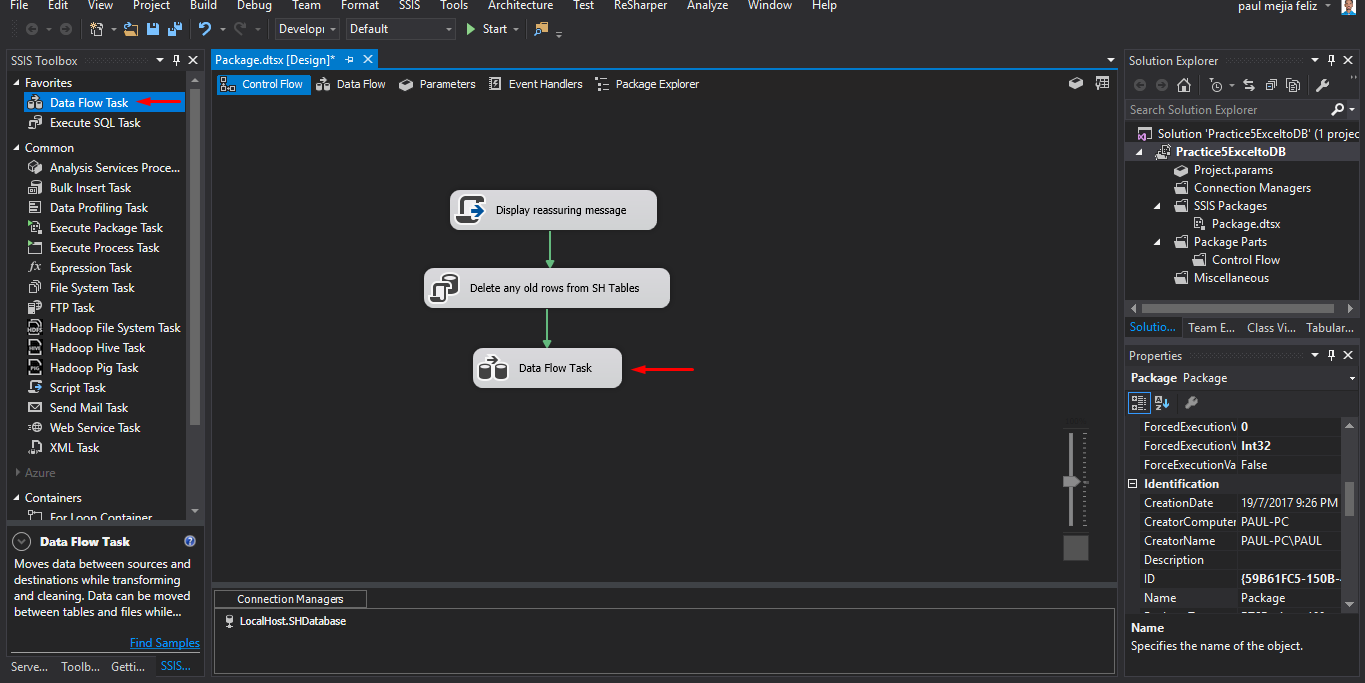 File Edit View Project Build Debug Team Format SSIS Tools Architecture Test ReSharper Analyze Window Help
paul mejia feliz
Developi Default Start
SSIS Toolbox
Favorites
Data Flow Task
Execute SQL Task
Common
Analysis Services Proce...
Bulk Insert Task
Data Profiling Task
Execute Package Task
Execute Process Task
Expression Task
File System Task
FTP Task
Hadoop File System Task
Hadoop Hive Task
Hadoop Pig Task
Script Task
Send Mail Task
Web Service Task
XML Task
Azure
Containers
For Loop Container
Data Flow Task
Moves data between sources and
destinations while transforming
and cleaning. Data can be moved
between tables and files while...
Find Samples
Serve... Toolb... Getti... SSIS...
Package.dtsx [Design]*
Control Flow Data Flow Parameters Event Handlers Package Explorer
Display reassuring message
Delete any old rows from SH Tables
Data Flow Task
Connection Managers
LocalHost.SHDatabase
Solution Explorer
Search Solution Explorer
Solution 'Practice5ExceltoDB' (1 projec
Practice5ExceltoDB
Project.params
Connection Managers
SSIS Packages
Package.dtsx
Package Parts
Control Flow
Miscellaneous
Solutio... Team E... Class Vi... Tabular...
Properties
Package Package
ForcedExecutionV 0
ForcedExecutionV Int32
ForceExecutionVa False
Identification
CreationDate 19/7/2017 9:26 PM
CreatorComputer PAUL-PC
CreatorName PAUL-PC\PAUL
Description
ID {59B61FC5-150B-
Name Package
Name
Specifies the name of the object.